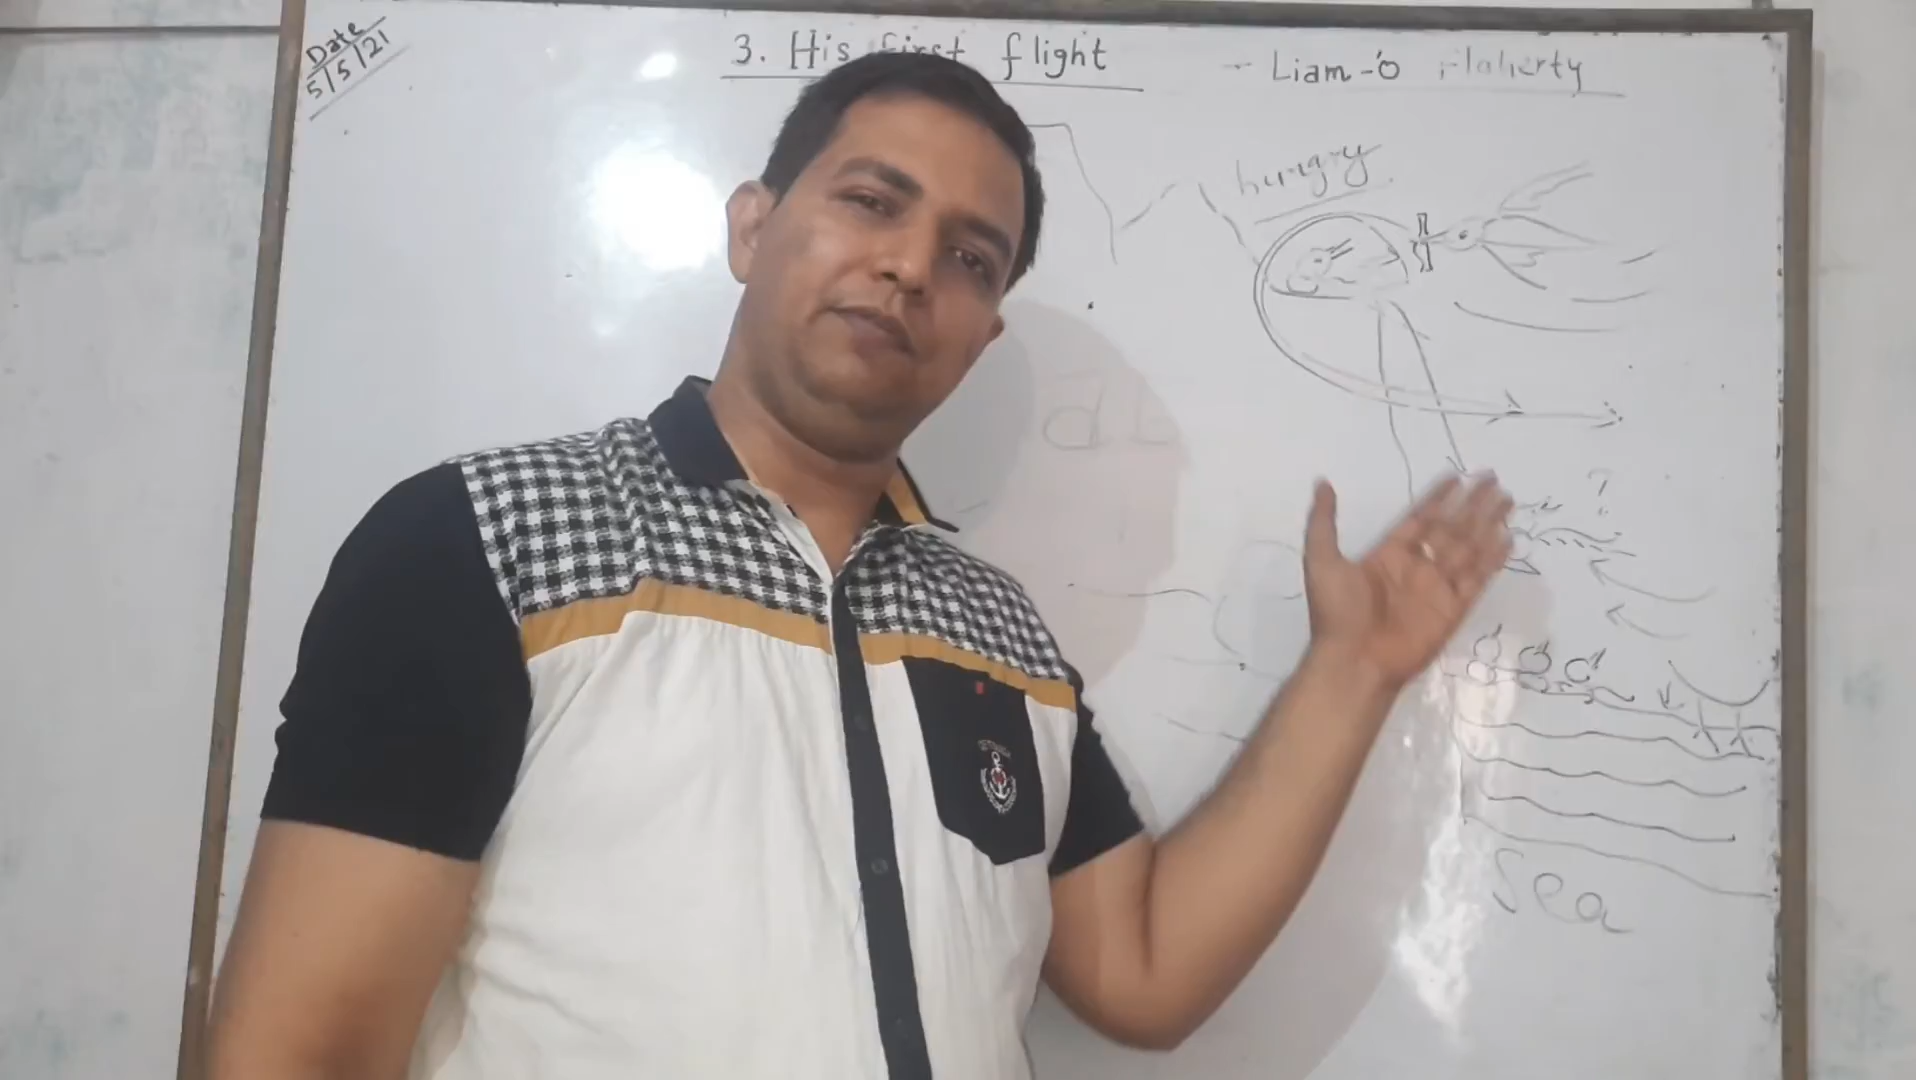 Date
5/5/21
3. His first flight
- Liam-'o Flaherty
hungry
?
Sea